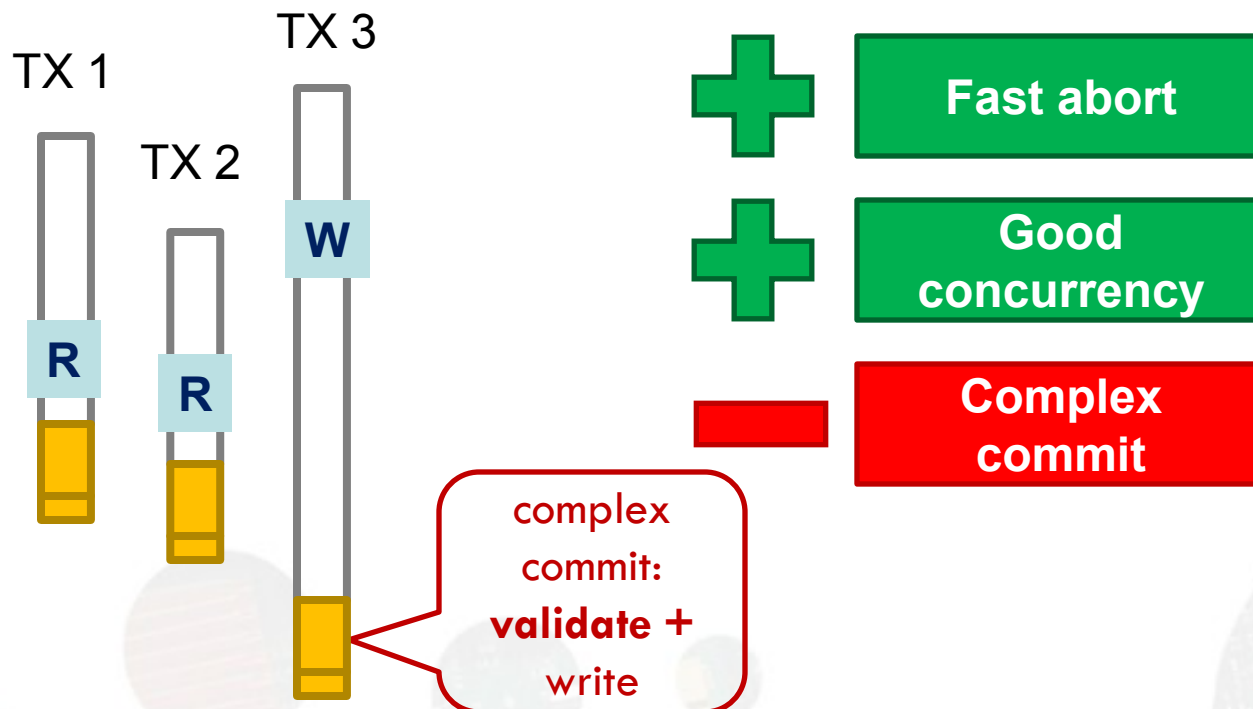 TX 1
TX 2
TX 3
R
R
W
complex
commit:
validate +
write
Fast abort
Good
concurrency
Complex
commit